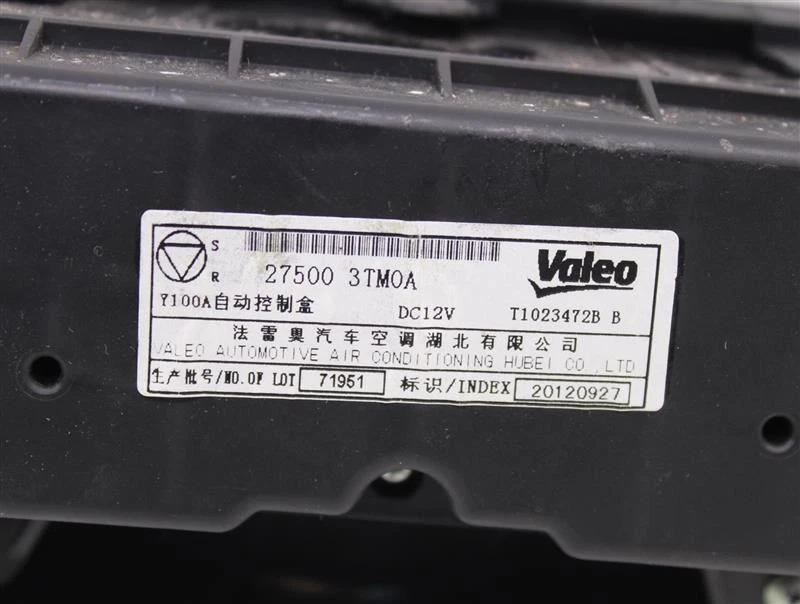 S
R
27500 3TM0A
Valeo
Y100A自动控制盒 DC12V T1023472B B
法雷奥汽车空调湖北有限公司
VALEO AUTOMOTIVE AIR CONDITIONING HUBEI CO.,LTD
生产批号/NO.OF LOT 71951 标识/INDEX 20120927